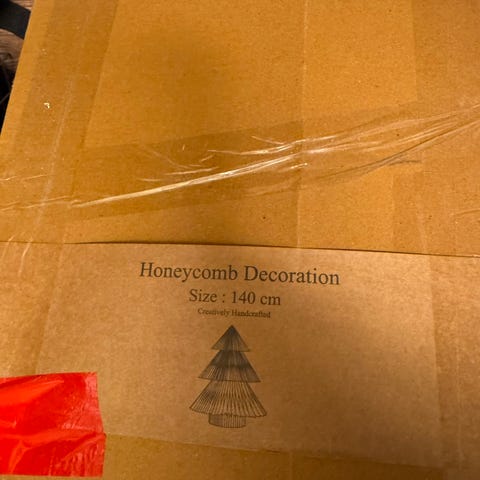 Honeycomb Decoration
Size : 140 cm
Creatively Handcrafted